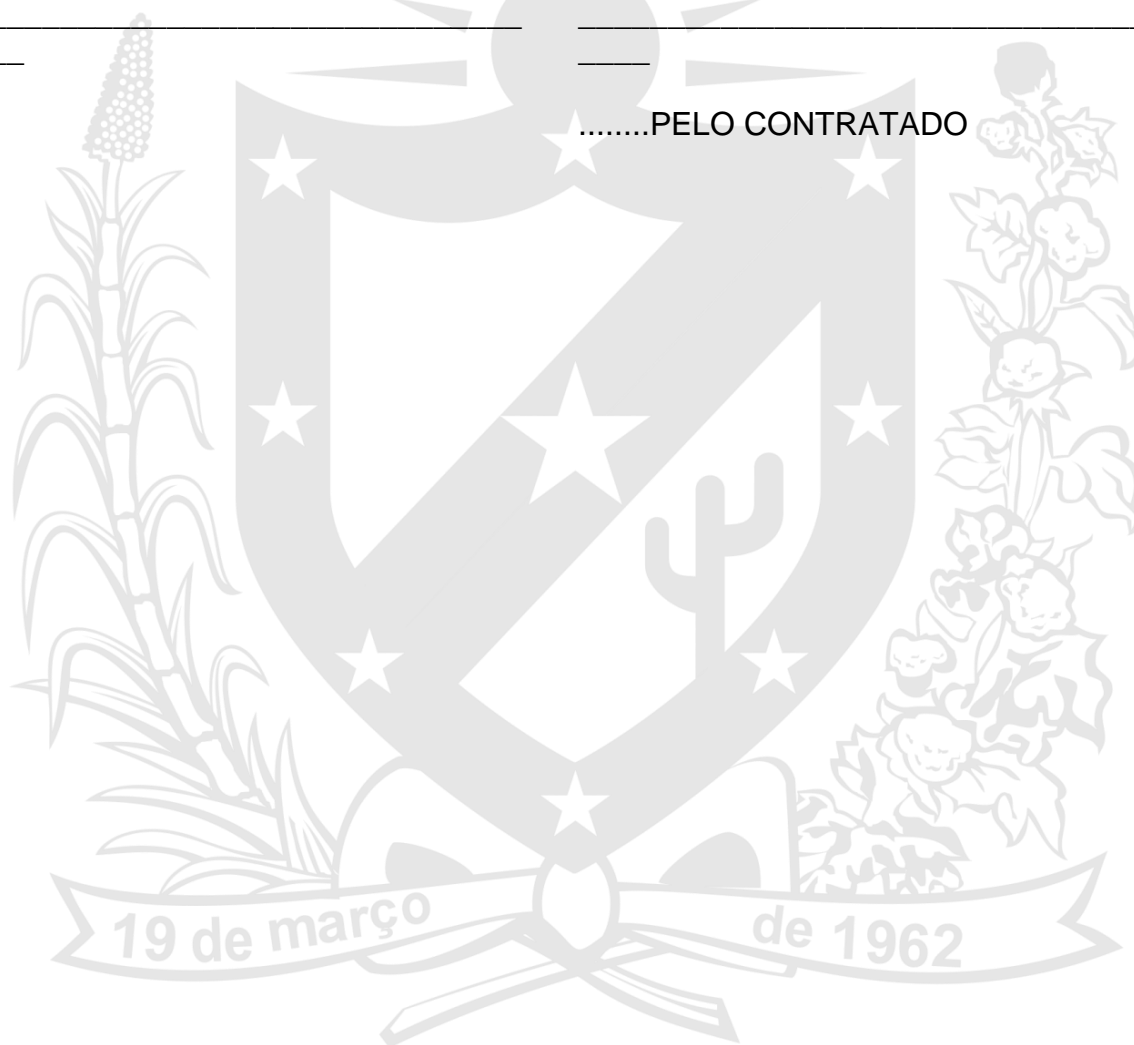 ........PELO CONTRATADO
19 de março
de 1962